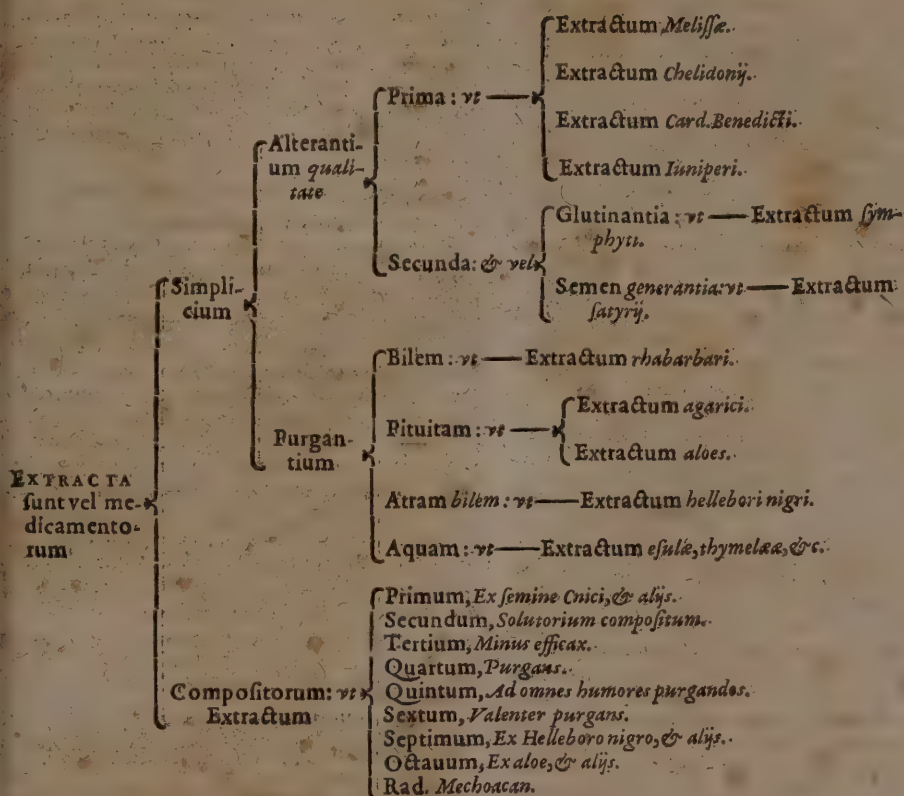 Extractum Melissæ.
Extractum Chelidonij.
Prima: vt
Extractum Card. Benedicti.
Alteranti-
um quali-
tate
Extractum Iuniperi.
Glutinantia: vt — Extractum sym-
phyti.
Secunda: & vel
Simpli-
cium
Semen generantia: vt — Extractum
satyrij.
Bilem: vt — Extractum rhabarbari.
Extractum agarici.
Pituitam: vt
Purgan-
tium
Extractum aloes.
EXTRACTA
sunt vel me-
dicamento-
rum
Atram bilem: vt — Extractum hellebori nigri.
Aquam: vt — Extractum esulæ, thymelææ, &c.
Primum, Ex semine Cnici, & alijs.
Secundum, Solutorium compositum.
Tertium, Minus efficax.
Quartum, Purgans.
Compositorum: vt
Extractum
Quintum, Ad omnes humores purgandos.
Sextum, Valenter purgans.
Septimum, Ex Helleboro nigro, & alijs.
Octauum, Ex aloe, & alijs.
Rad. Mechoacan.